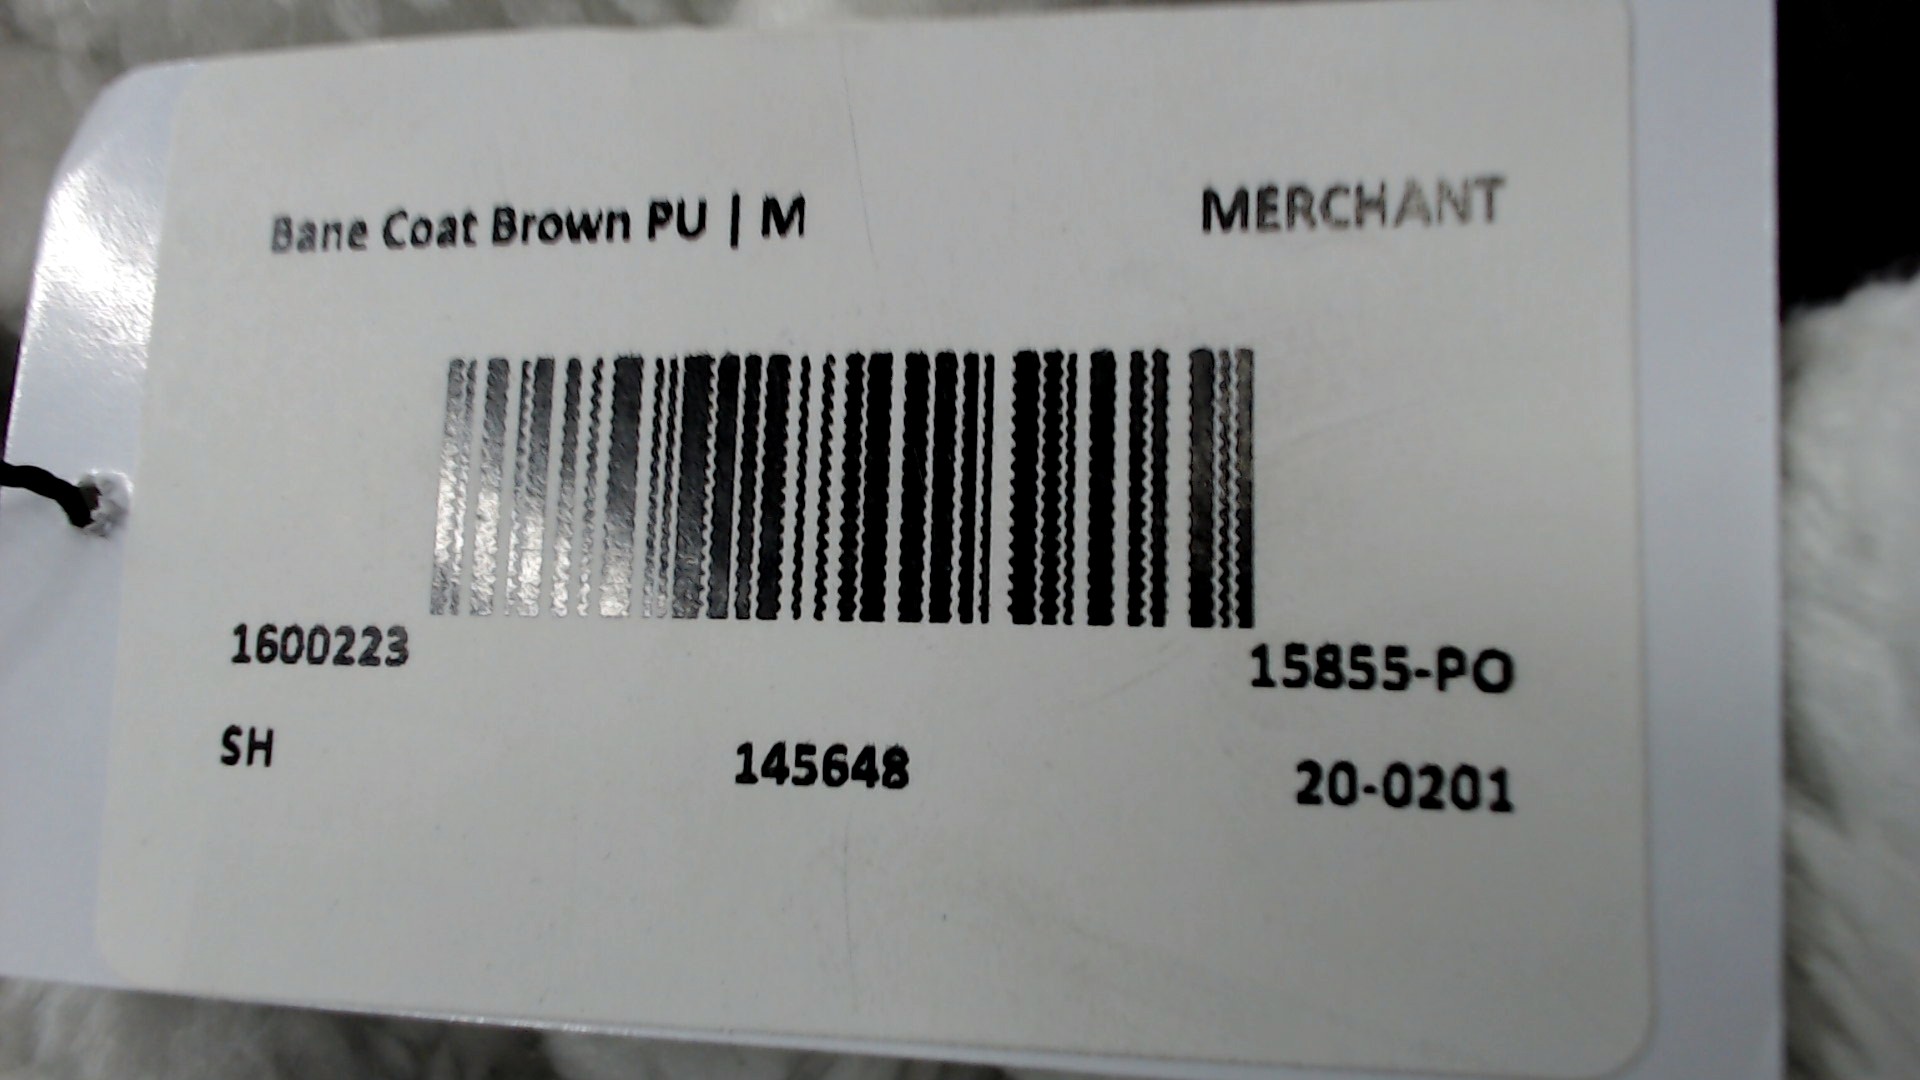 Bane Coat Brown PU | M MERCHANT
1600223 15855-PO
SH 145648 20-0201